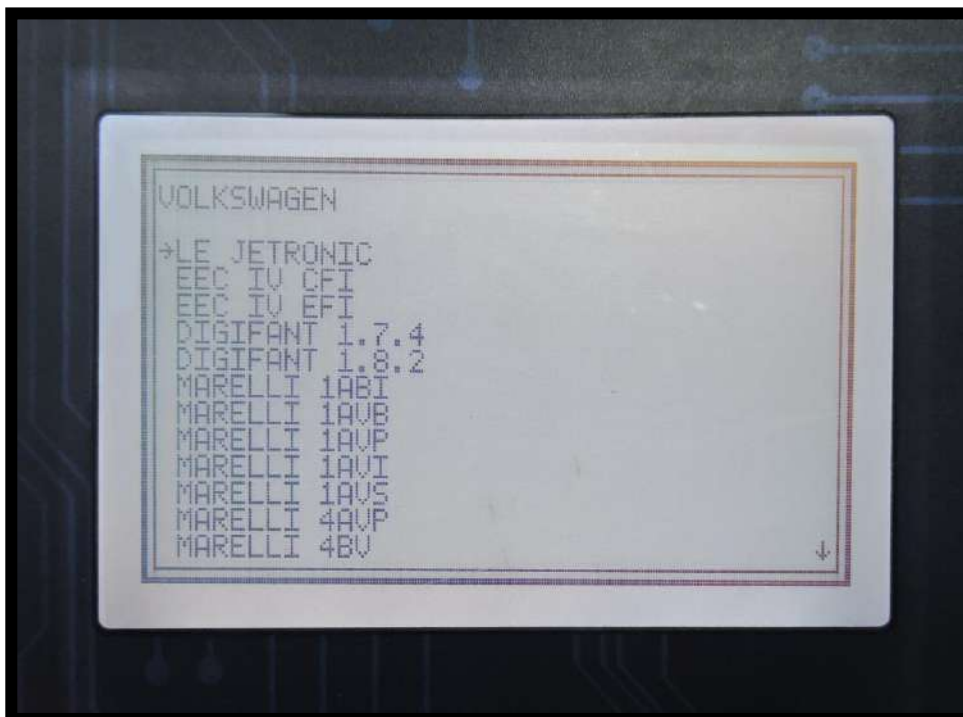 VOLKSWAGEN
→LE JETRONIC
EEC IV CFI
EEC IV EFI
DIGIFANT 1.7.4
DIGIFANT 1.8.2
MARELLI 1ABI
MARELLI 1AVB
MARELLI 1AVP
MARELLI 1AVI
MARELLI 1AVS
MARELLI 4AVP
MARELLI 4BV
↓